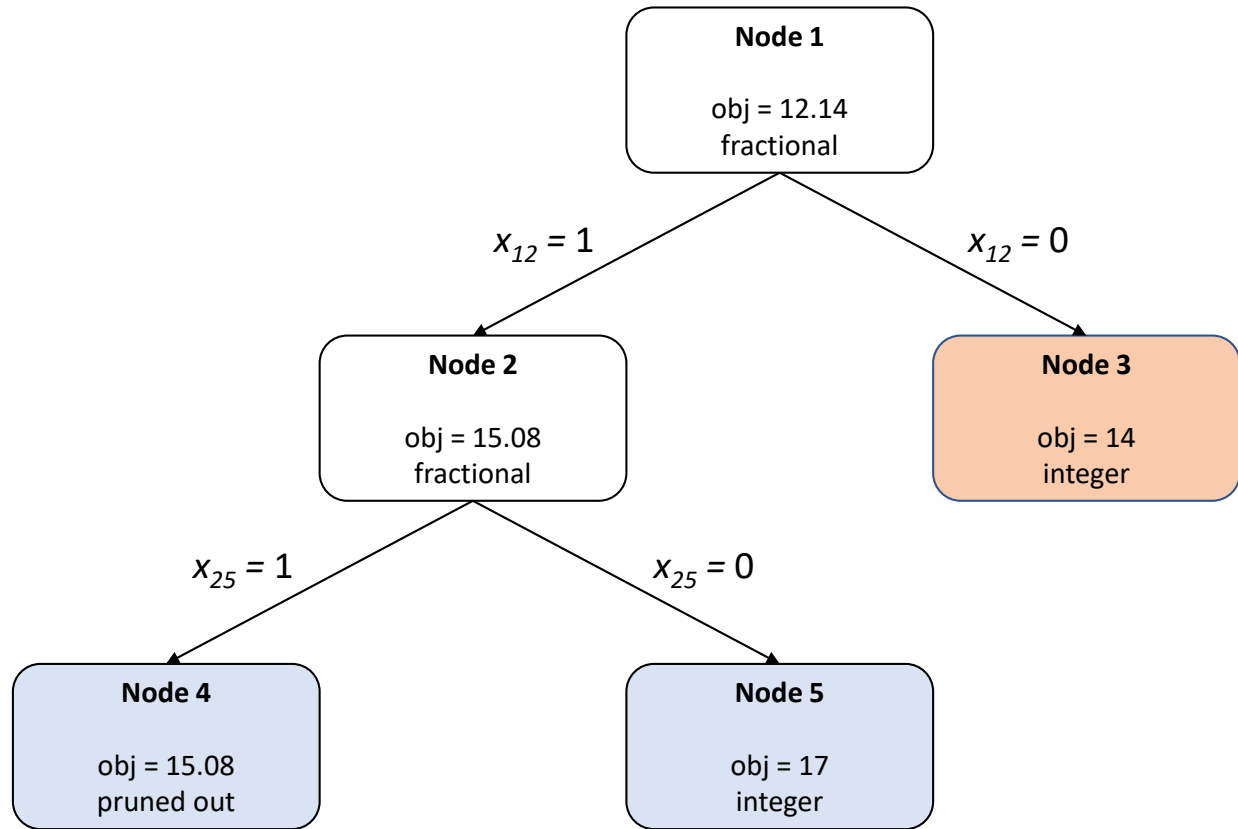 Node 1
obj = 12.14
fractional
x12 = 1
x12 = 0
Node 2
obj = 15.08
fractional
Node 3
obj = 14
integer
x25 = 1
x25 = 0
Node 4
obj = 15.08
pruned out
Node 5
obj = 17
integer